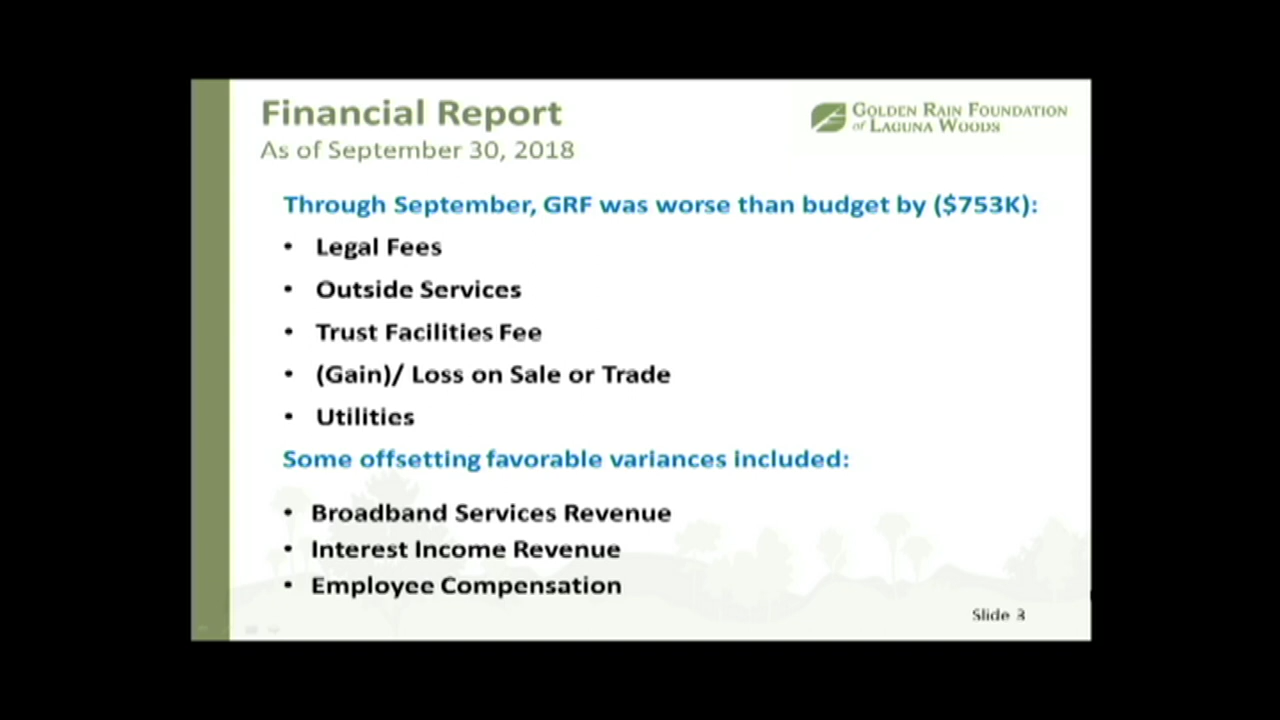 Financial Report
As of September 30, 2018
GOLDEN RAIN FOUNDATION
of LAGUNA WOODS
Through September, GRF was worse than budget by ($753K):
• Legal Fees
• Outside Services
• Trust Facilities Fee
• (Gain)/ Loss on Sale or Trade
• Utilities
Some offsetting favorable variances included:
• Broadband Services Revenue
• Interest Income Revenue
• Employee Compensation
Slide 3